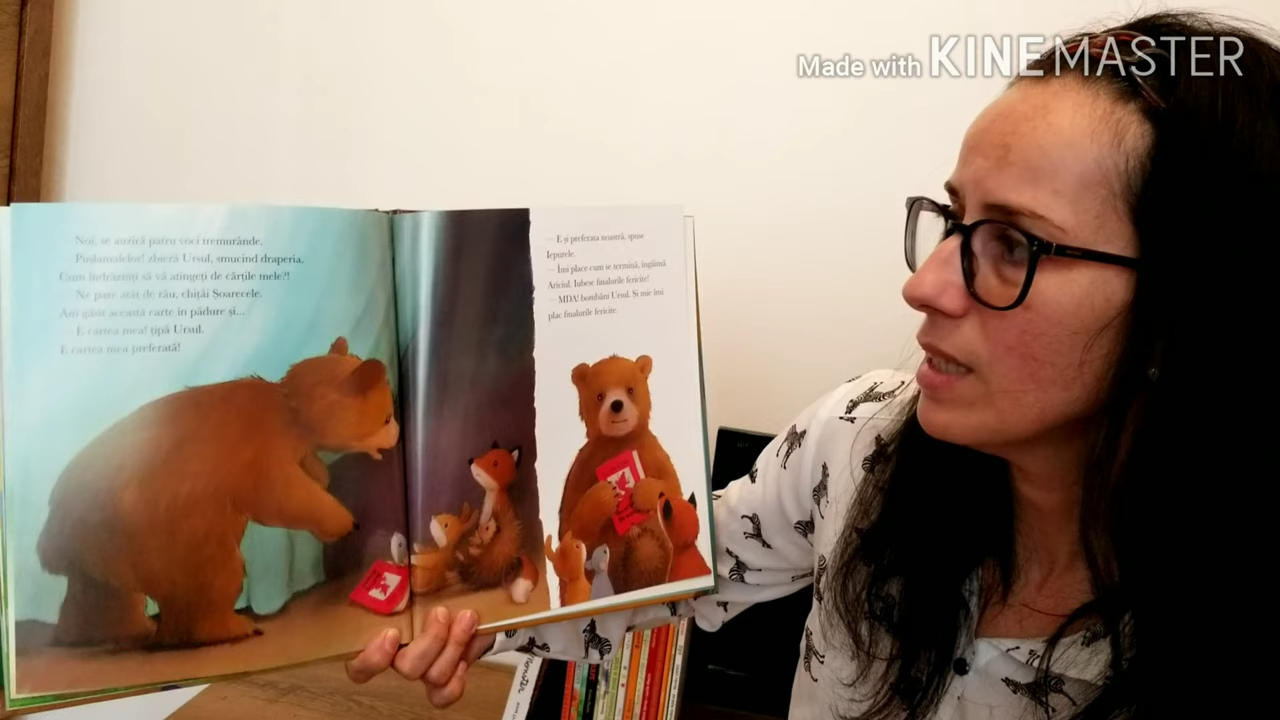 Made with KINEMASTER
– Noi, se auziră patru voci tremurânde.
– Pușlamalelor! zbieră Ursul, smucind draperia.
Cum îndrăzniți să vă atingeți de cărțile mele?!
– Ne pare atât de rău, chițăi Șoarecele.
Am găsit această carte în pădure și...
– E cartea mea! țipă Ursul.
E cartea mea preferată!
– E și preferata noastră, spuse
Iepurele.
– Îmi place cum se termină, îngăimă
Ariciul. Iubesc finalurile fericite!
– MDA! bombăni Ursul. Și mie îmi
plac finalurile fericite.